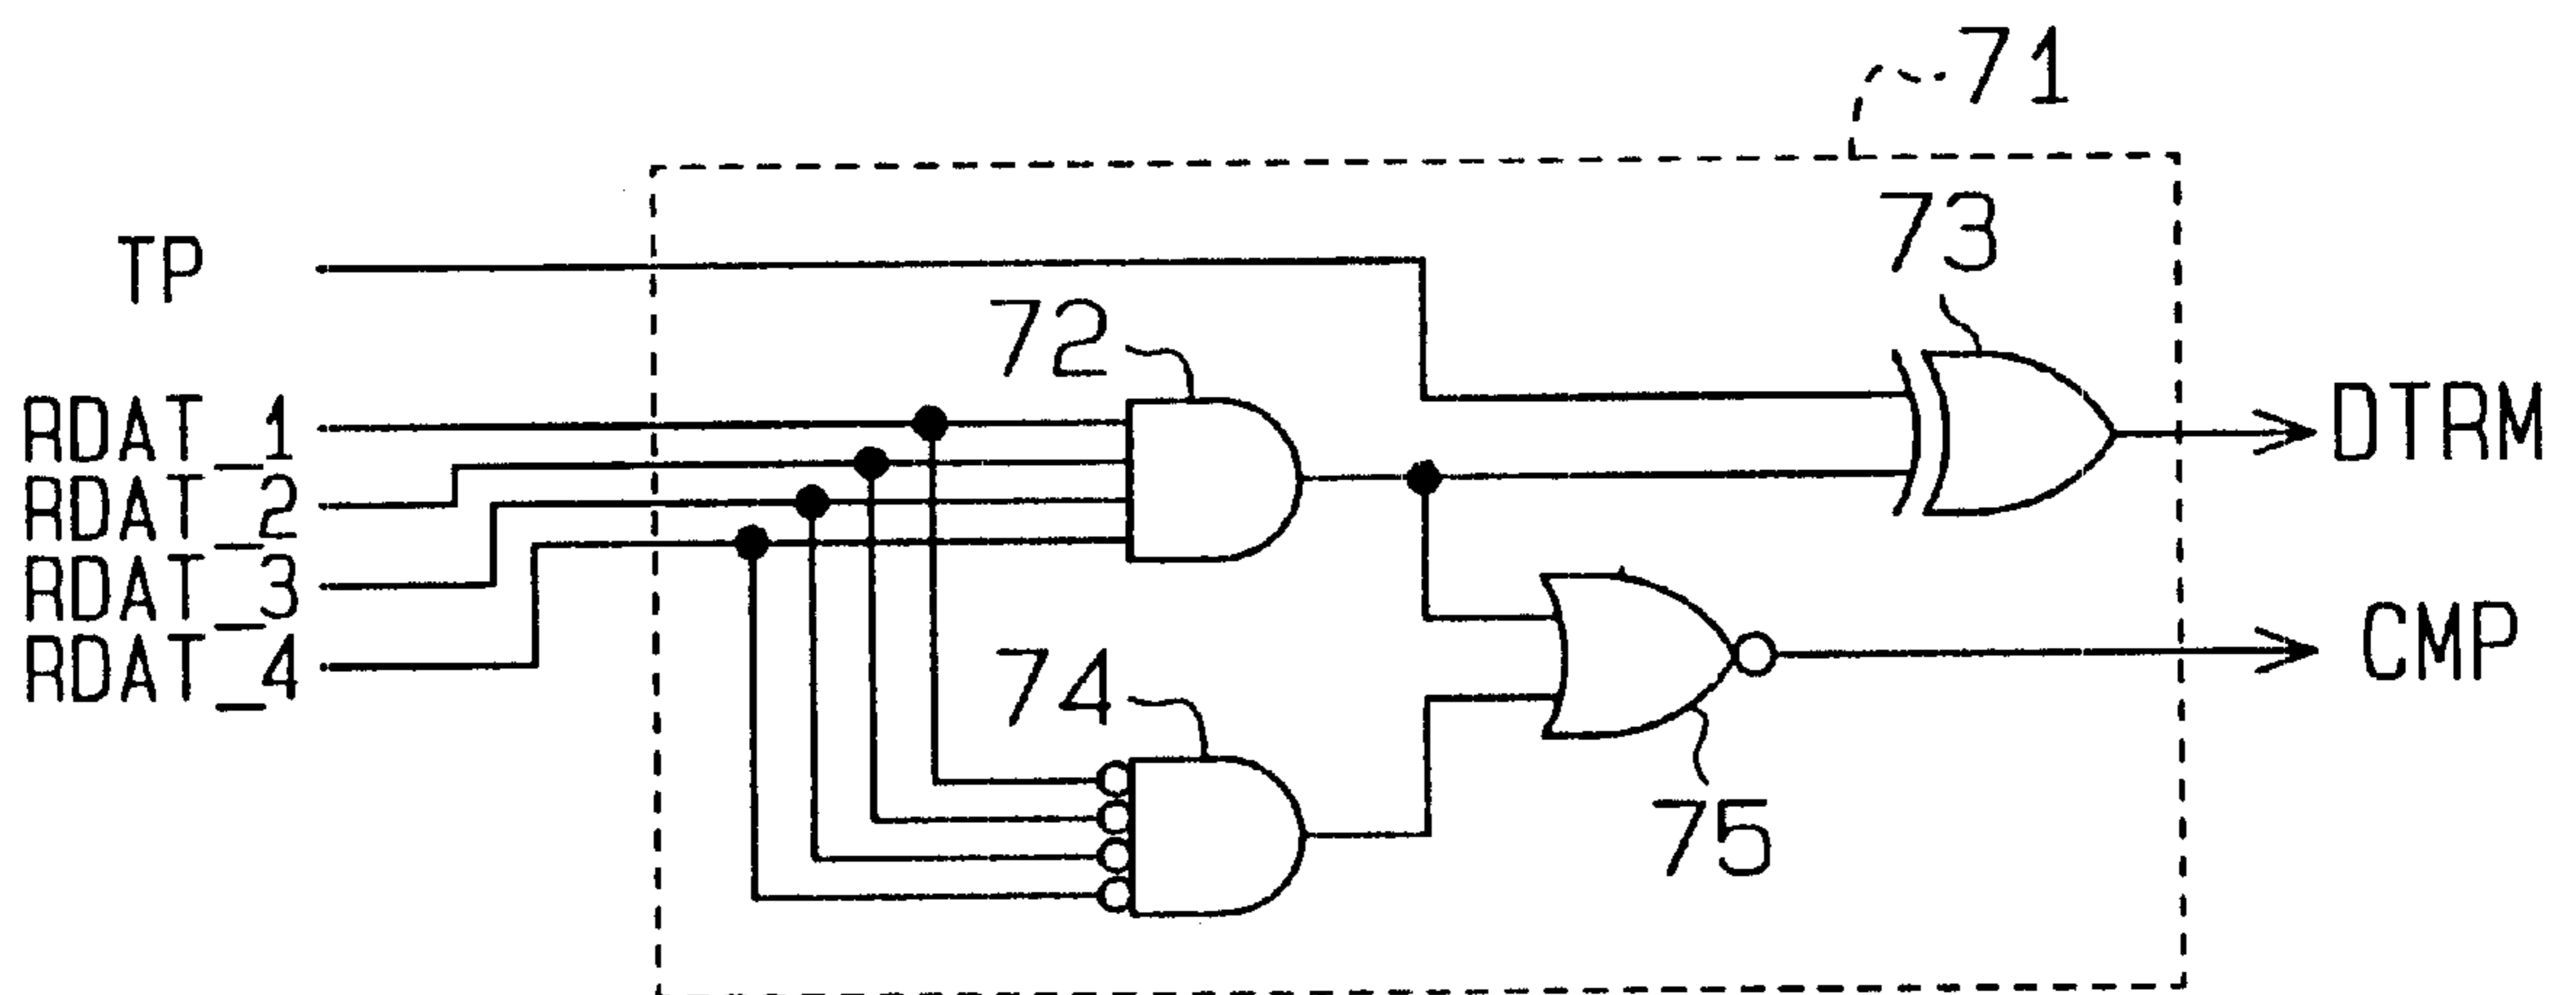 71
73
TP
72
RDAT_1
DTRM
RDAT_2
RDAT_3
CMP
RDAT_4
74
75